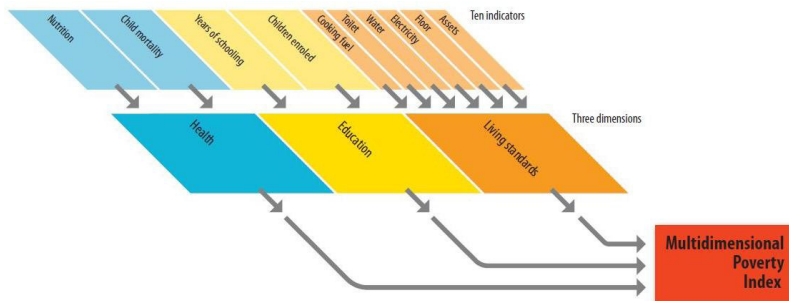 Nutrition
Child mortality
Years of schooling
Children enroled
Cooking fuel
Toilet
Water
Electricity
Floor
Assets
Ten indicators
Health
Education
Living standards
Three dimensions
Multidimensional
Poverty
Index